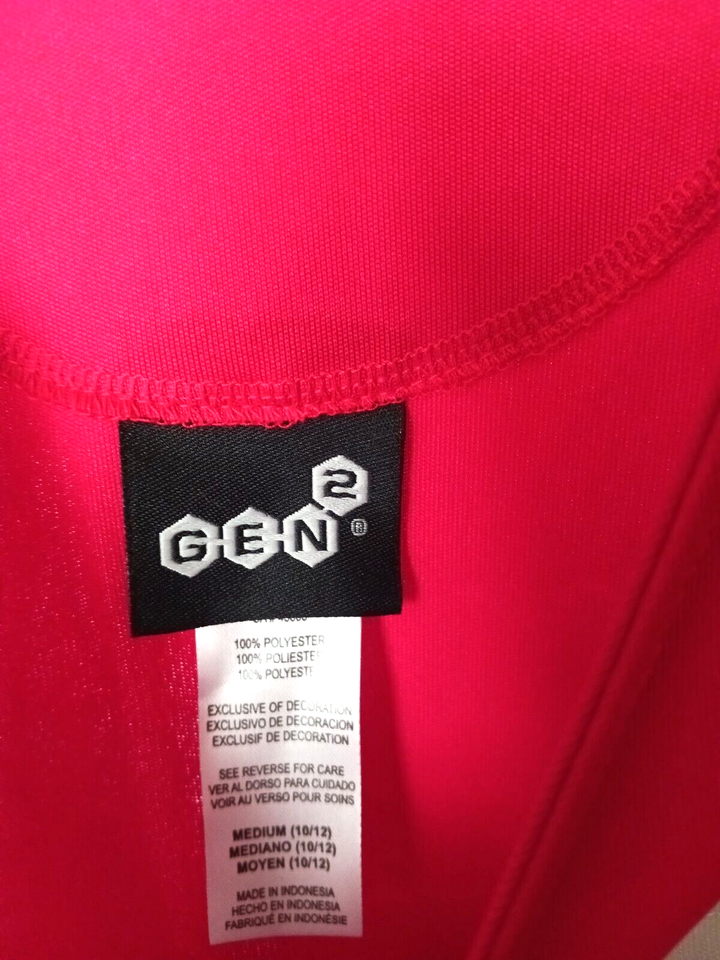 GEN2®
100% POLYESTER
100% POLIESTE
100% POLYEST
EXCLUSIVE OF DECORATION
EXCLUSIVO DE DECORACION
EXCLUSIF DE DECORATION
SEE REVERSE FOR CARE
VER AL DORSO PARA CUIDADO
VOIR AU VERSO POUR SOINS
MEDIUM (10/12)
MEDIANO (10/12)
MOYEN (10/12)
MADE IN INDONESIA
HECHO EN INDONESIA
FABRIQUÉ EN INDONÉSIE